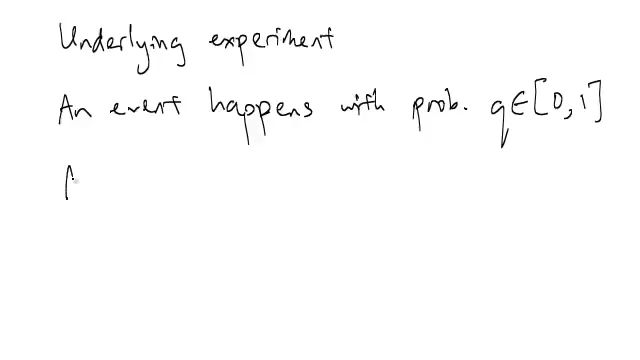 Underlying experiment
An event happens with prob. q∈[0,1]